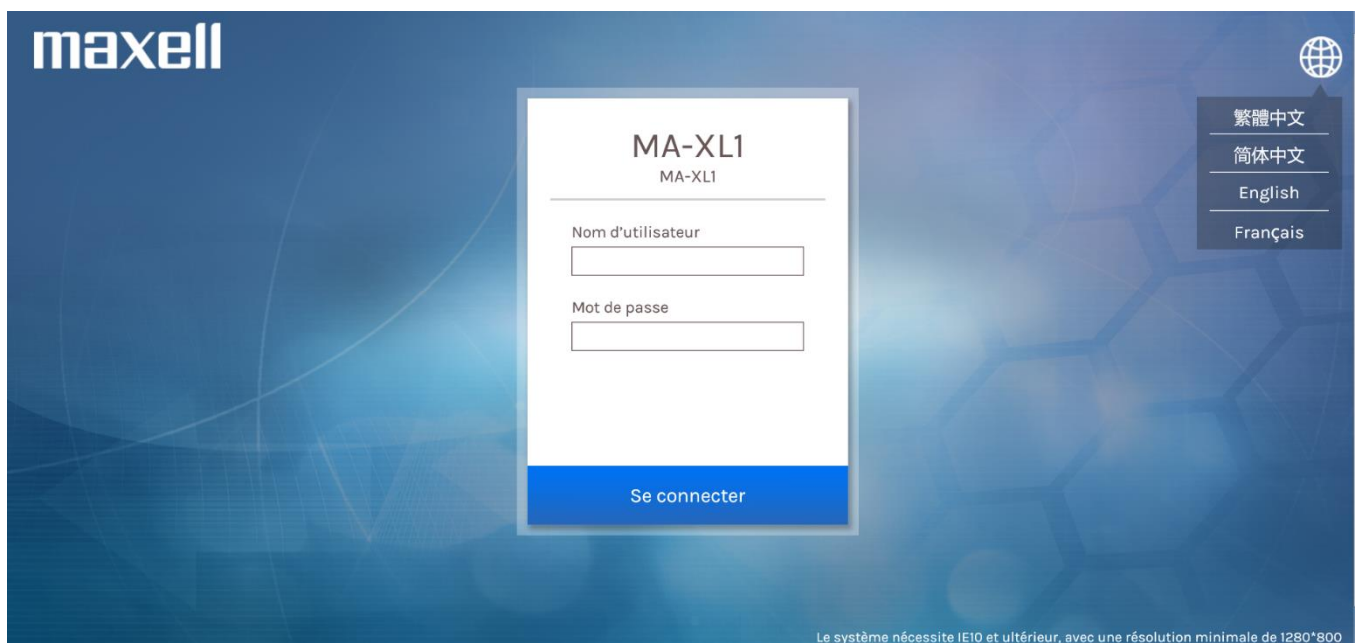 maxell
MA-XL1
MA-XL1
Nom d'utilisateur
Mot de passe
Se connecter
繁體中文
简体中文
English
Français
Le système nécessite IE10 et ultérieur, avec une résolution minimale de 1280*800